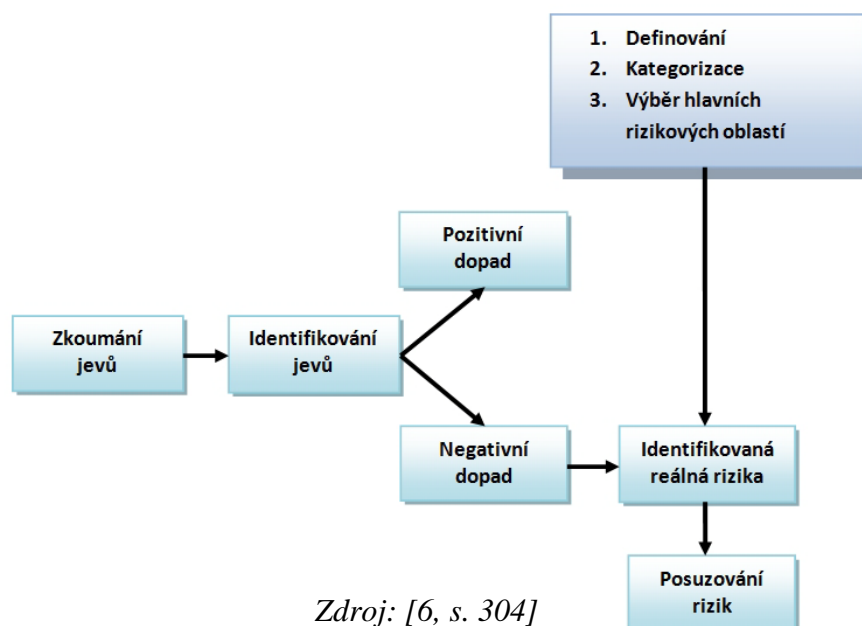 1. Definování
2. Kategorizace
3. Výběr hlavních
rizikových oblastí
Pozitivní
dopad
Zkoumání
jevů
Identifikování
jevů
Negativní
dopad
Identifikovaná
reálná rizika
Posuzování
rizik
Zdroj: [6, s. 304]